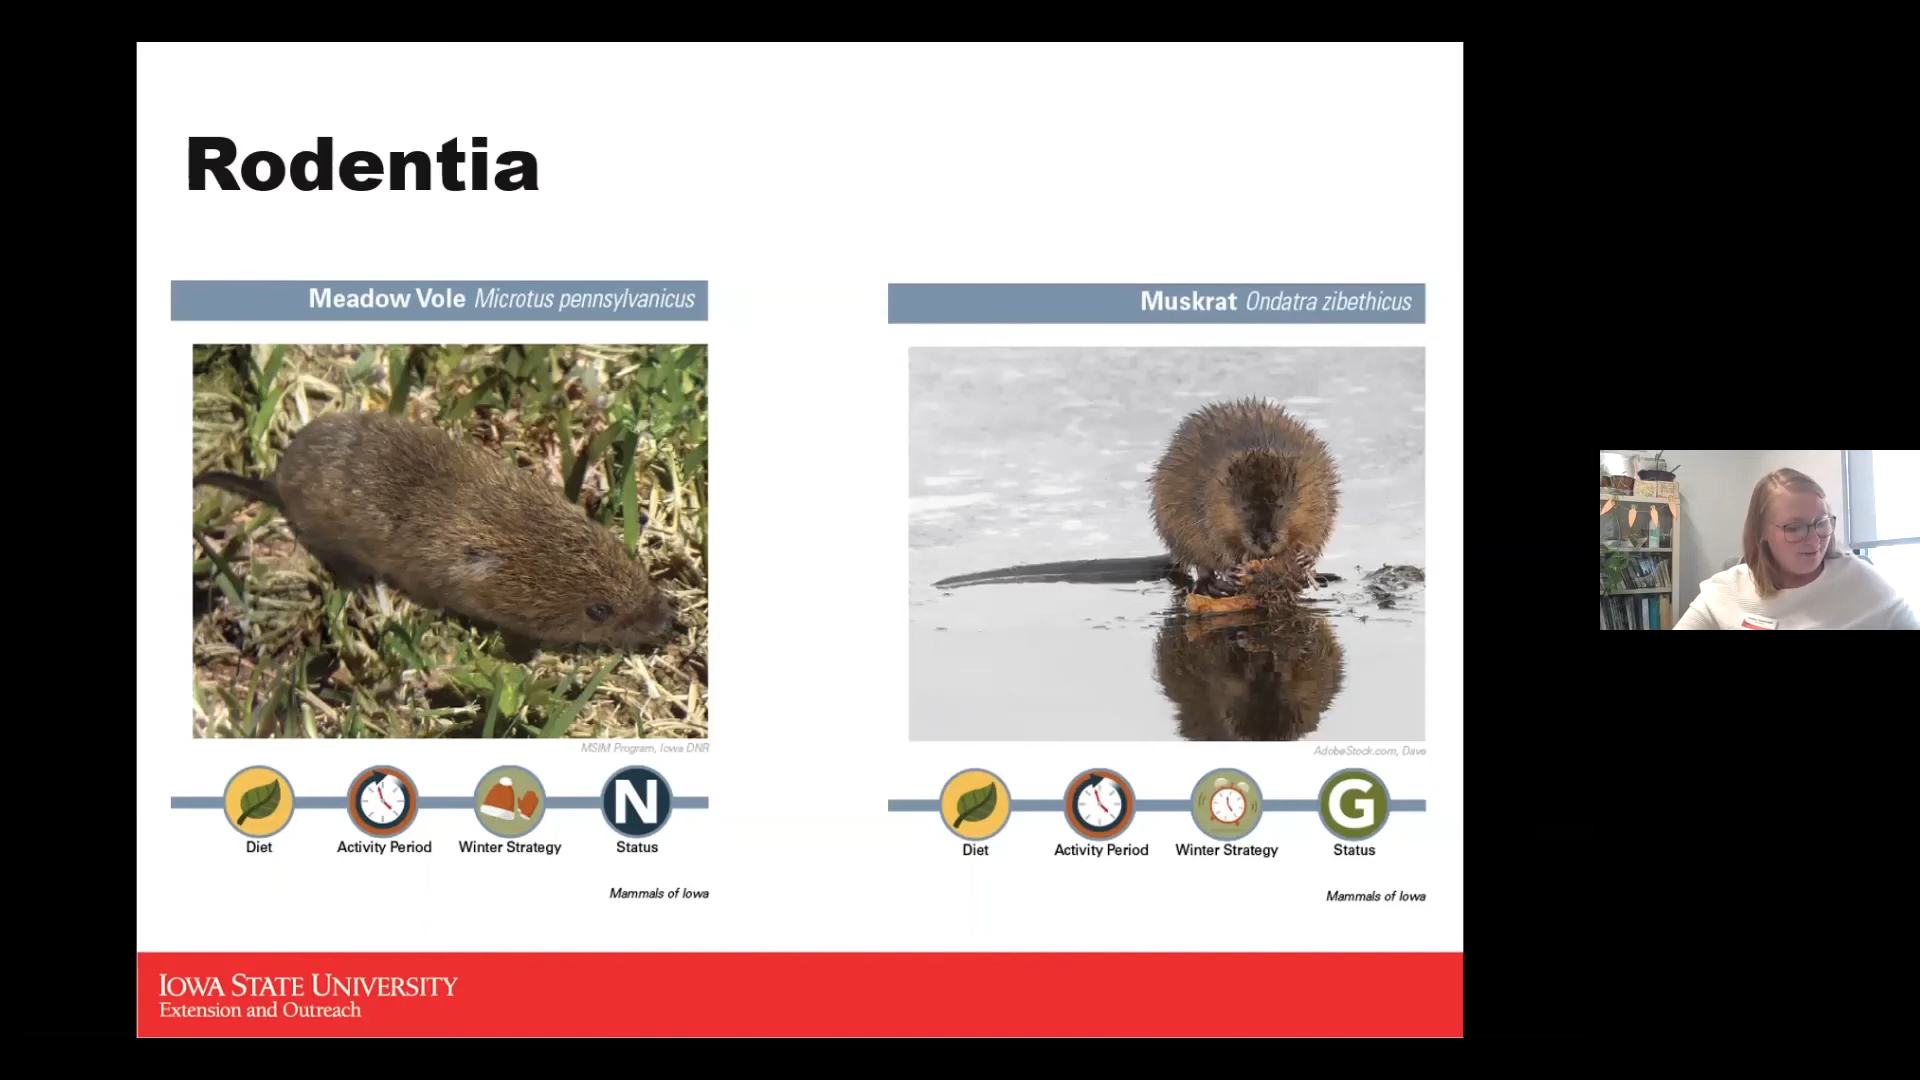 Rodentia
Meadow Vole Microtus pennsylvanicus
MSIM Program, Iowa DNR
N
Diet
Activity Period
Winter Strategy
Status
Mammals of Iowa
Muskrat Ondatra zibethicus
AdobeStock.com, Dave
G
Diet
Activity Period
Winter Strategy
Status
Mammals of Iowa
IOWA STATE UNIVERSITY
Extension and Outreach